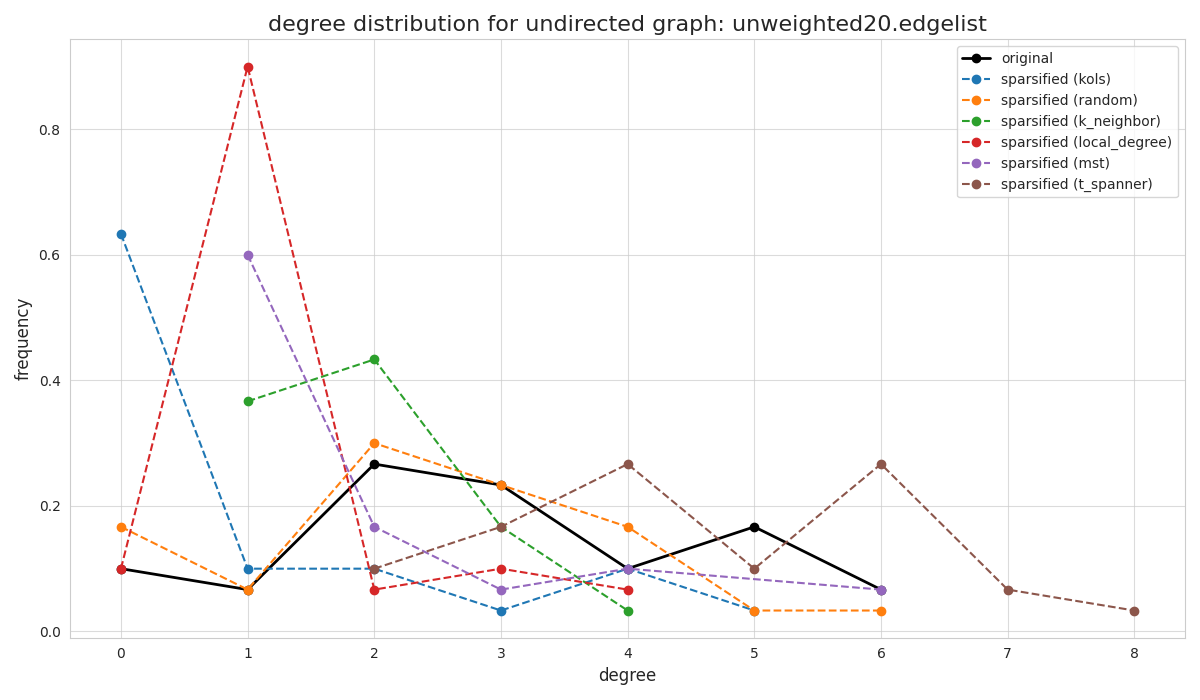 degree distribution for undirected graph: unweighted20.edgelist
original
sparsified (kols)
sparsified (random)
sparsified (k_neighbor)
sparsified (local_degree)
sparsified (mst)
sparsified (t_spanner)
frequency
0.8
0.6
0.4
0.2
0.0
0 1 2 3 4 5 6 7 8
degree